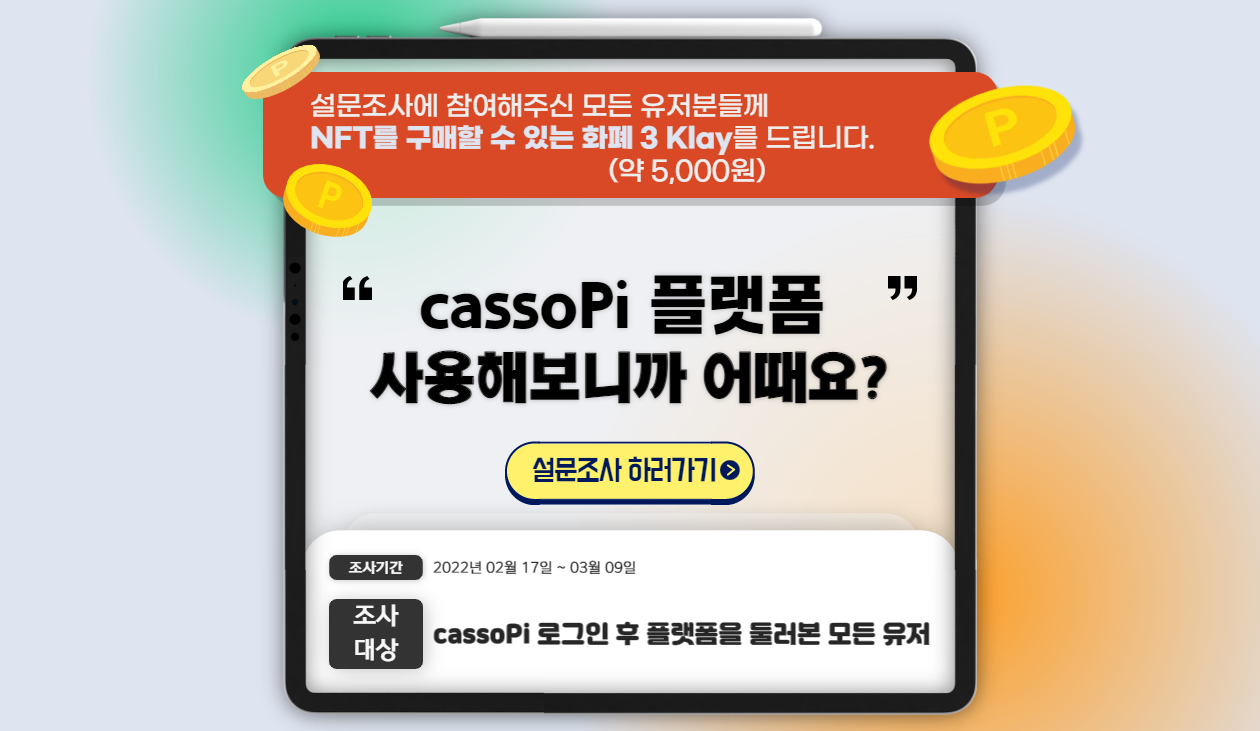 설문조사에 참여해주신 모든 유저분들께
NFT를 구매할 수 있는 화폐 3 Klay를 드립니다.
(약 5,000원)
P
P
P
“ cassoPi 플랫폼 ”
사용해보니까 어때요?
설문조사 하러가기
조사기간 2022년 02월 17일 ~ 03월 09일
조사
대상
cassoPi 로그인 후 플랫폼을 둘러본 모든 유저